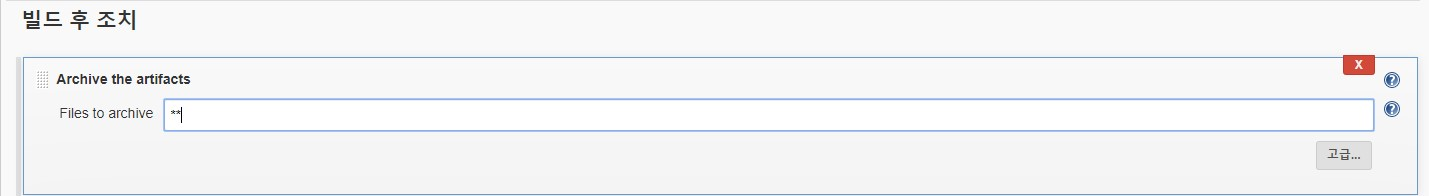 빌드 후 조치
X
Archive the artifacts
?
Files to archive **
?
고급...